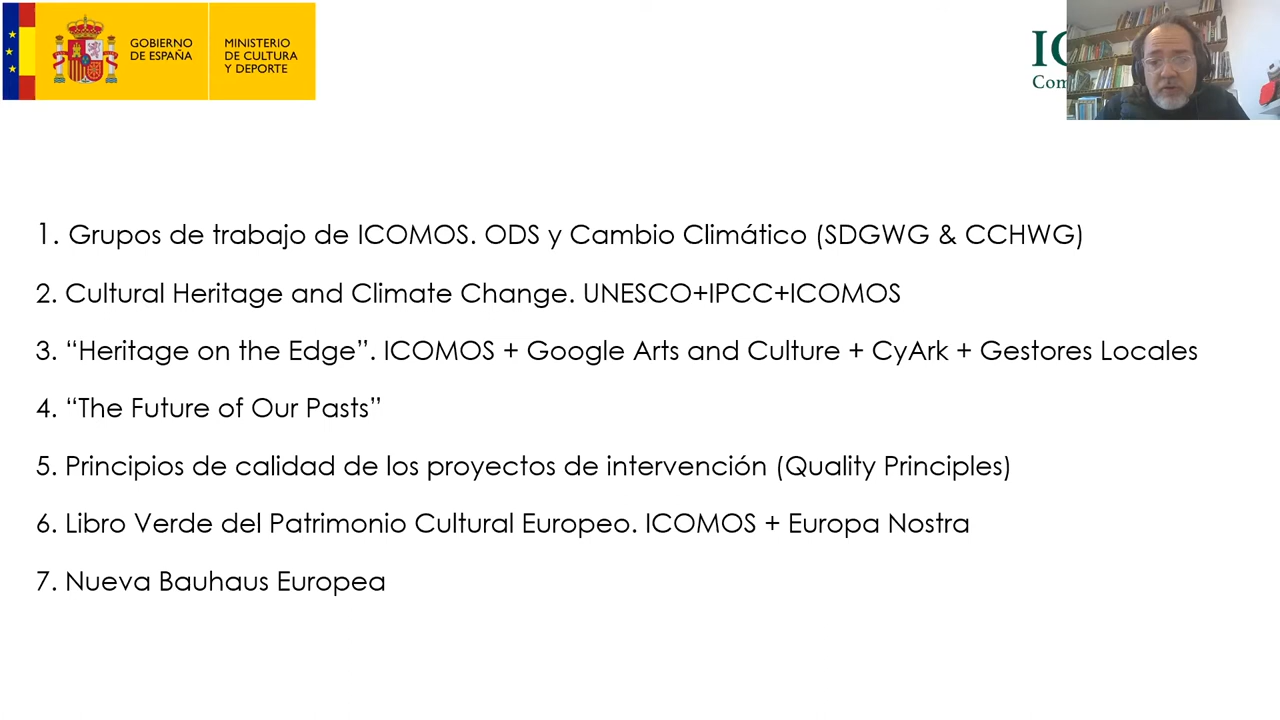 GOBIERNO
DE ESPAÑA
MINISTERIO
DE CULTURA
Y DEPORTE
1. Grupos de trabajo de ICOMOS. ODS y Cambio Climático (SDGWG & CCHWG)
2. Cultural Heritage and Climate Change. UNESCO+IPCC+ICOMOS
3. “Heritage on the Edge”. ICOMOS + Google Arts and Culture + CyArk + Gestores Locales
4. “The Future of Our Pasts”
5. Principios de calidad de los proyectos de intervención (Quality Principles)
6. Libro Verde del Patrimonio Cultural Europeo. ICOMOS + Europa Nostra
7. Nueva Bauhaus Europea